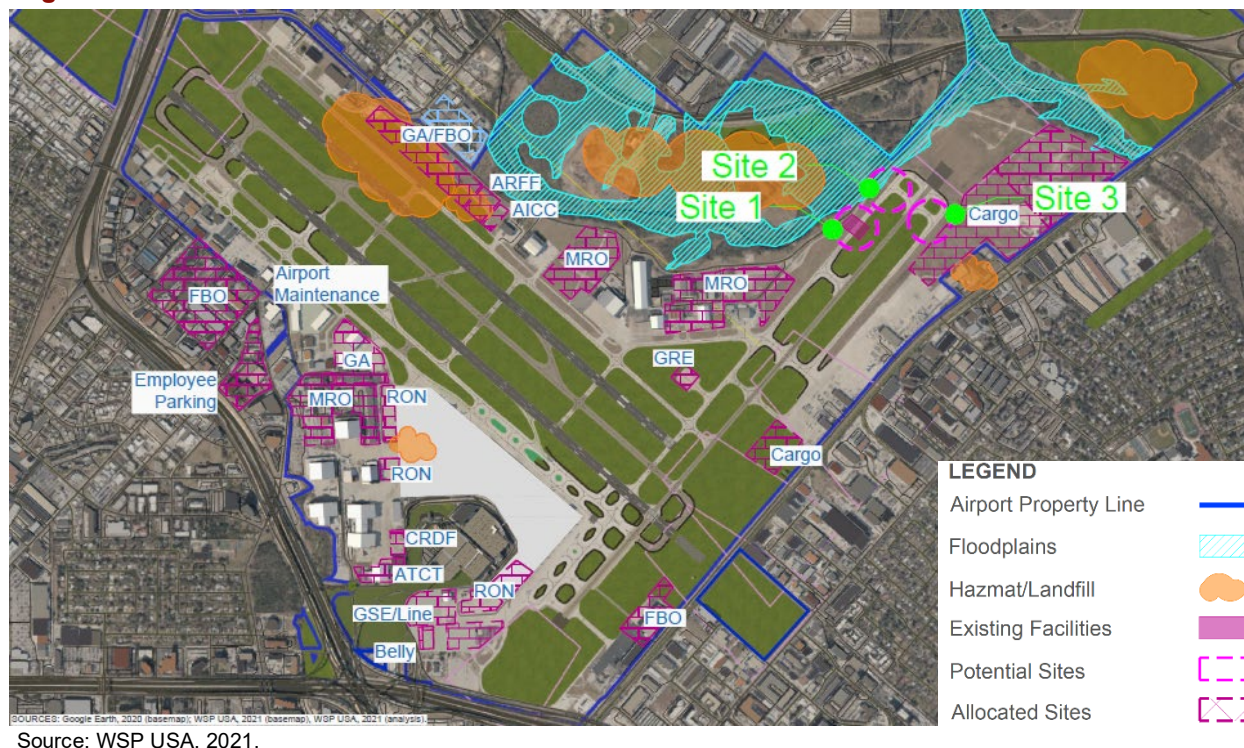 GA/FBO
Site 2
ARFF
Site 1
Site 3
AICC
Cargo
MRO
Airport
Maintenance
MRO
FBO
GRE
GA
Employee
Parking
MRO
RON
Cargo
RON
LEGEND
Airport Property Line
Floodplains
CRDF
ATCT
Hazmat/Landfill
RON
GSE/Line
FBO
Existing Facilities
Belly
Potential Sites
Allocated Sites
SOURCES: Google Earth, 2020 (basemap); WSP USA, 2021 (basemap), WSP USA, 2021 (analysis).
Source: WSP USA, 2021.